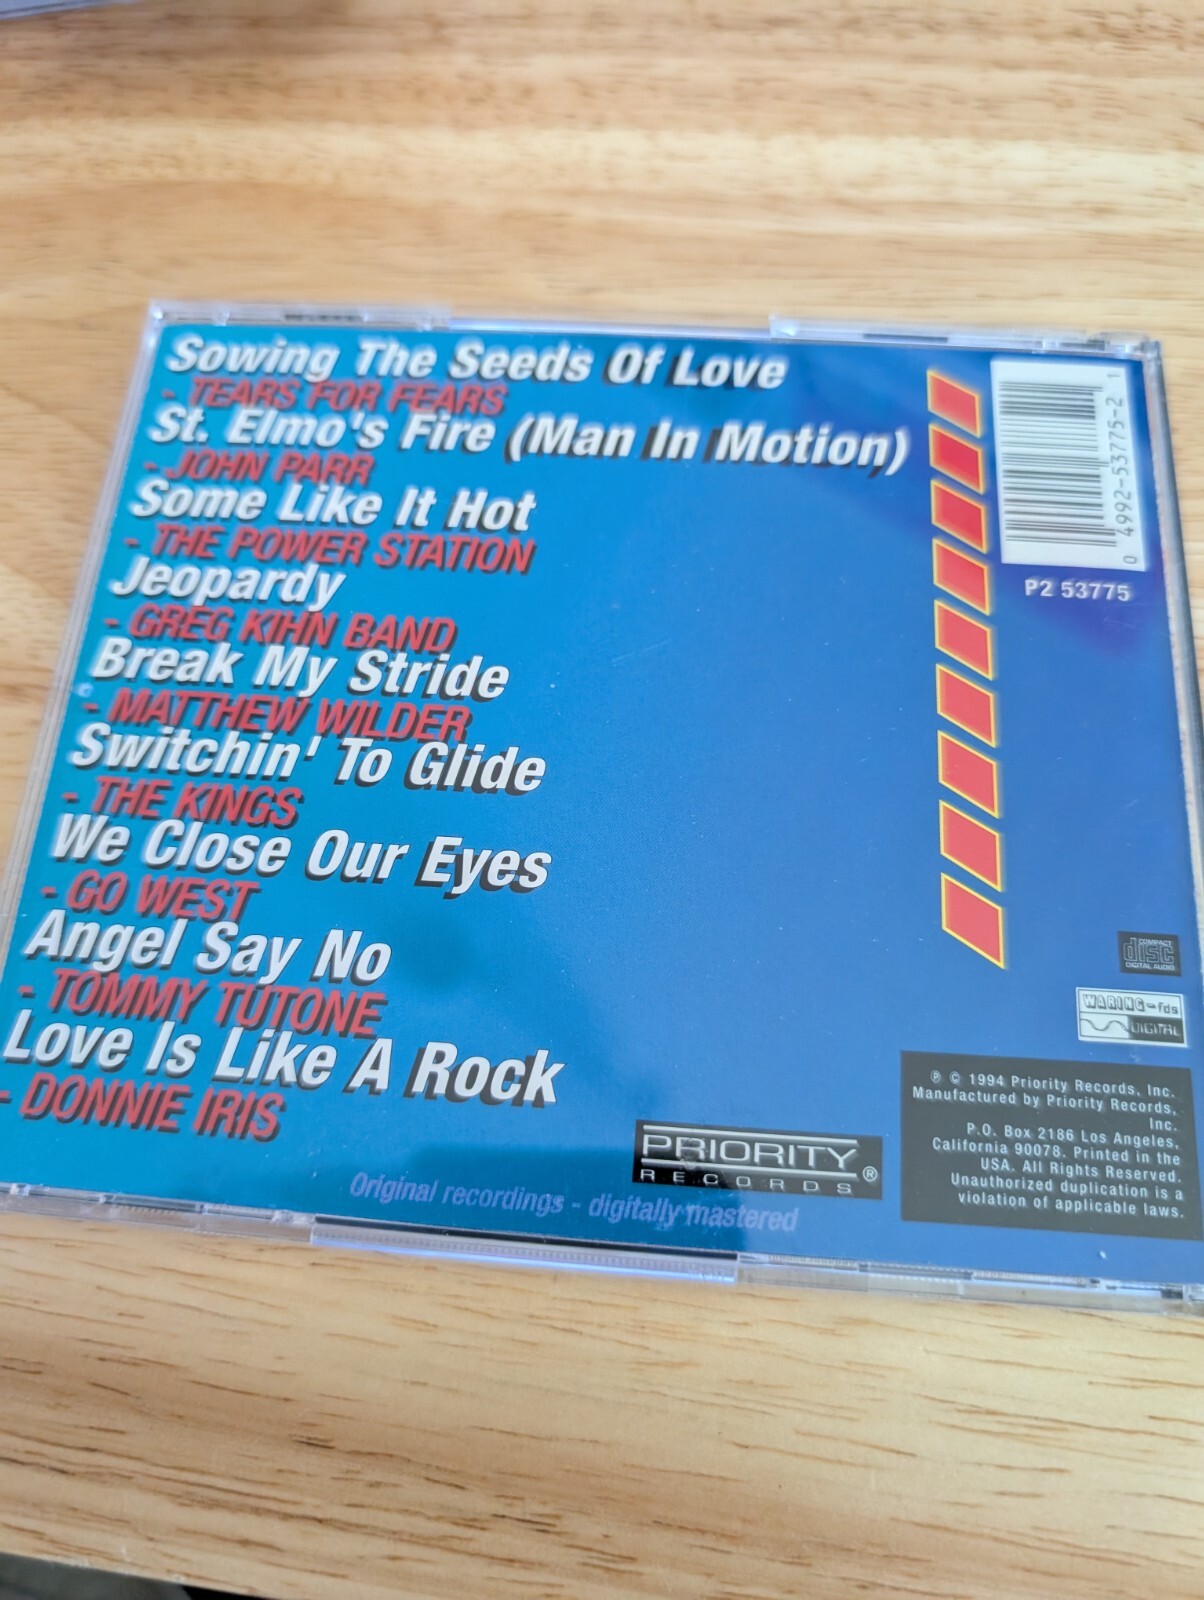 Sowing The Seeds Of Love
- TEARS FOR FEARS
St. Elmo's Fire (Man In Motion)
- JOHN PARR
Some Like It Hot
- THE POWER STATION
Jeopardy
- GREG KIHN BAND
Break My Stride
- MATTHEW WILDER
Switchin' To Glide
- THE KINGS
We Close Our Eyes
- GO WEST
Angel Say No
- TOMMY TUTONE
Love Is Like A Rock
- DONNIE IRIS
Original recordings - digitally mastered
PRIORITY
RECORDS®
0 4992-53775-2 1
P2 53775
COMPACT
disc
DIGITAL AUDIO
WARING-fds
DIGITAL
℗ © 1994 Priority Records, Inc.
Manufactured by Priority Records,
Inc.
P.O. Box 2186 Los Angeles,
California 90078. Printed in the
USA. All Rights Reserved.
Unauthorized duplication is a
violation of applicable laws.